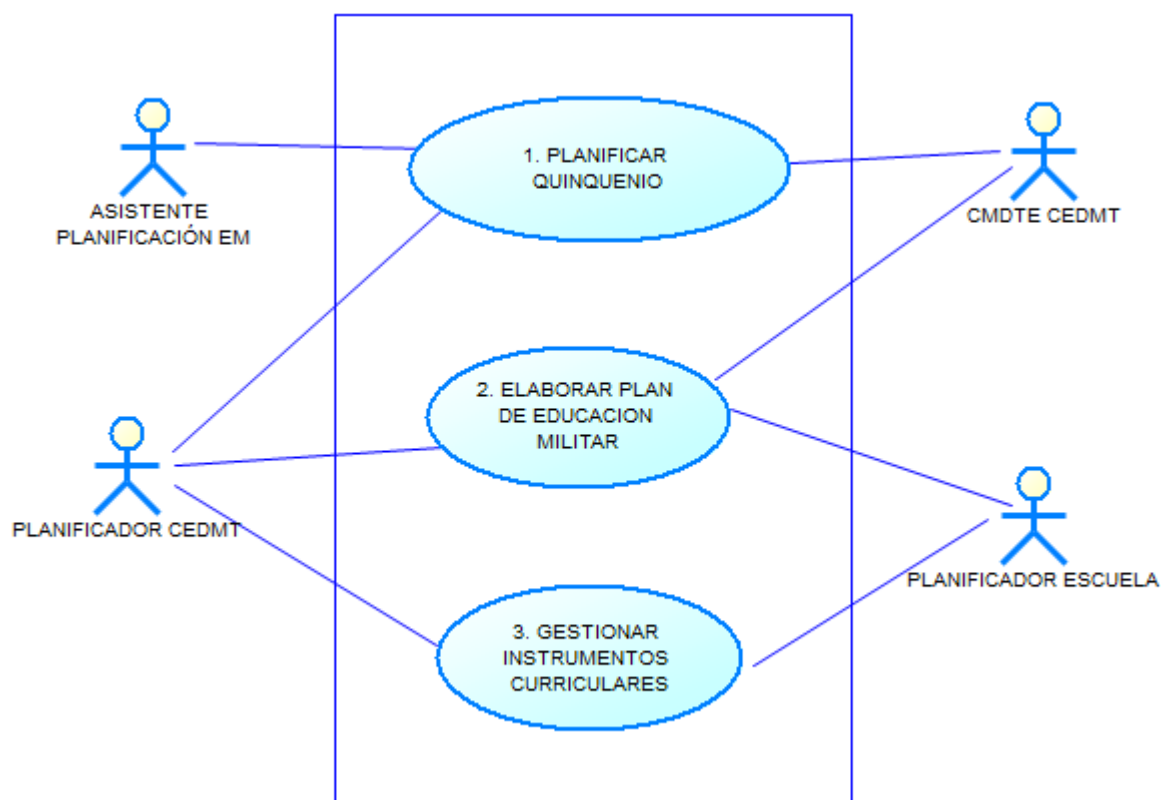 1. PLANIFICAR
QUINQUENIO
ASISTENTE
PLANIFICACIÓN EM
CMDTE CEDMT
2. ELABORAR PLAN
DE EDUCACION
MILITAR
PLANIFICADOR CEDMT
PLANIFICADOR ESCUELA
3. GESTIONAR
INSTRUMENTOS
CURRICULARES